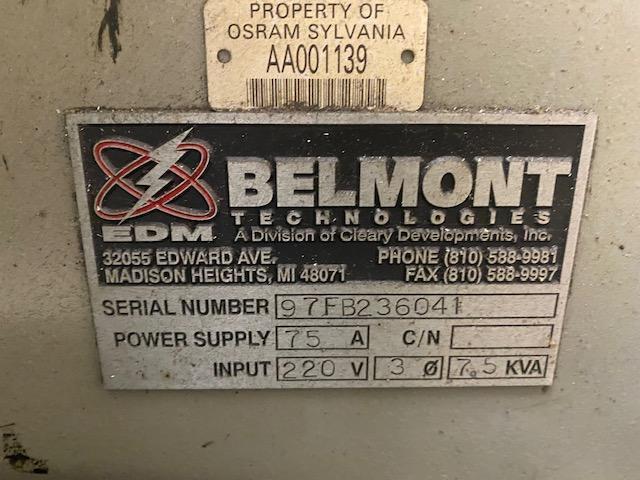 PROPERTY OF
OSRAM SYLVANIA
AA001139
BELMONT
TECHNOLOGIES
EDM A Division of Cleary Developments, Inc.
32055 EDWARD AVE. PHONE (810) 588-9981
MADISON HEIGHTS, MI 48071 FAX (810) 588-9997
SERIAL NUMBER 97FB236041
POWER SUPPLY 75 A C/N
INPUT 220 V 3 Ø 7.5 KVA